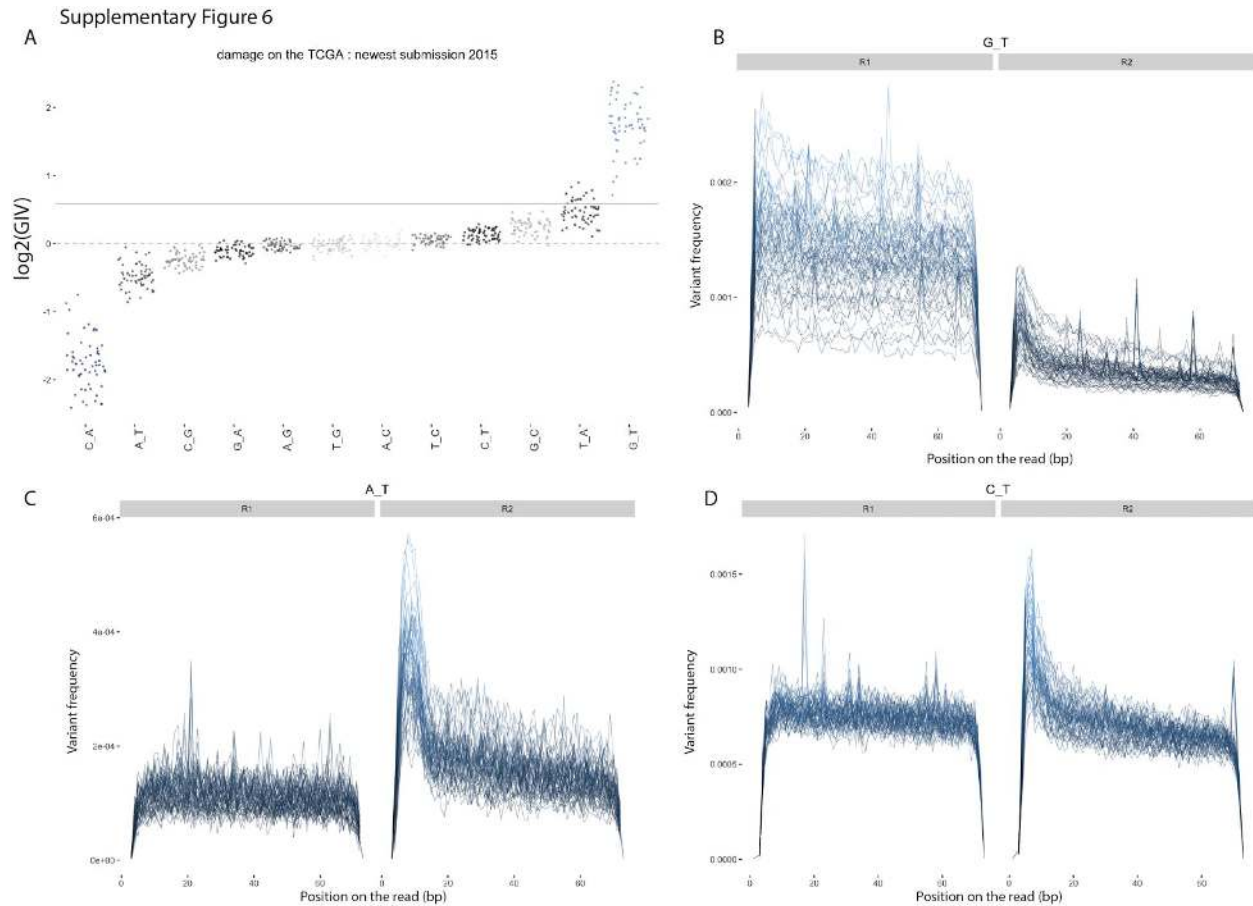 Supplementary Figure 6
A
damage on the TCGA : newest submission 2015
log2(GIV)
2
1
0
-1
-2
C_A
A_T
C_G
G_A
A_G
T_G
A_C
T_C
C_T
G_C
T_A
G_T
B
G_T
R1
R2
Variant frequency
0.002
0.001
0.000
0
20
40
60
0
20
40
60
Position on the read (bp)
C
A_T
R1
R2
Variant frequency
6e-04
4e-04
2e-04
0e+00
0
20
40
60
0
20
40
60
Position on the read (bp)
D
C_T
R1
R2
Variant frequency
0.0015
0.0010
0.0005
0.0000
0
20
40
60
0
20
40
60
Position on the read (bp)